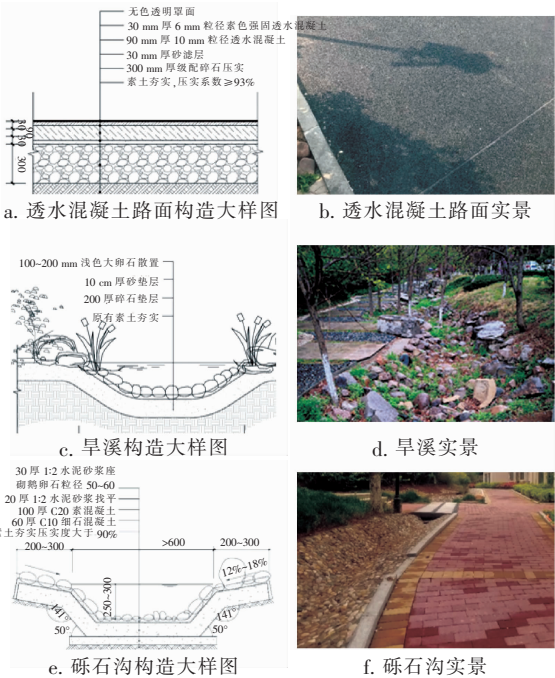 无色透明罩面
30 mm 厚 6 mm 粒径素色强固透水混凝土
90 mm 厚 10 mm 粒径透水混凝土
30 mm 厚砂滤层
300 mm 厚级配碎石压实
素土夯实,压实系数≥93%
30
90
30
300
a. 透水混凝土路面构造大样图
b. 透水混凝土路面实景
100~200 mm 浅色大卵石散置
10 cm 厚砂垫层
200 厚碎石垫层
原有素土夯实
c. 旱溪构造大样图
d. 旱溪实景
30 厚 1:2 水泥砂浆座
砌鹅卵石粒径 50~60
20 厚 1:2 水泥砂浆找平
100 厚 C20 素混凝土
60 厚 C10 细石混凝土
土夯实压实度大于 90%
200~300
>600
200~300
12%~18%
250~300
141°
141°
50°
50°
e. 砾石沟构造大样图
f. 砾石沟实景